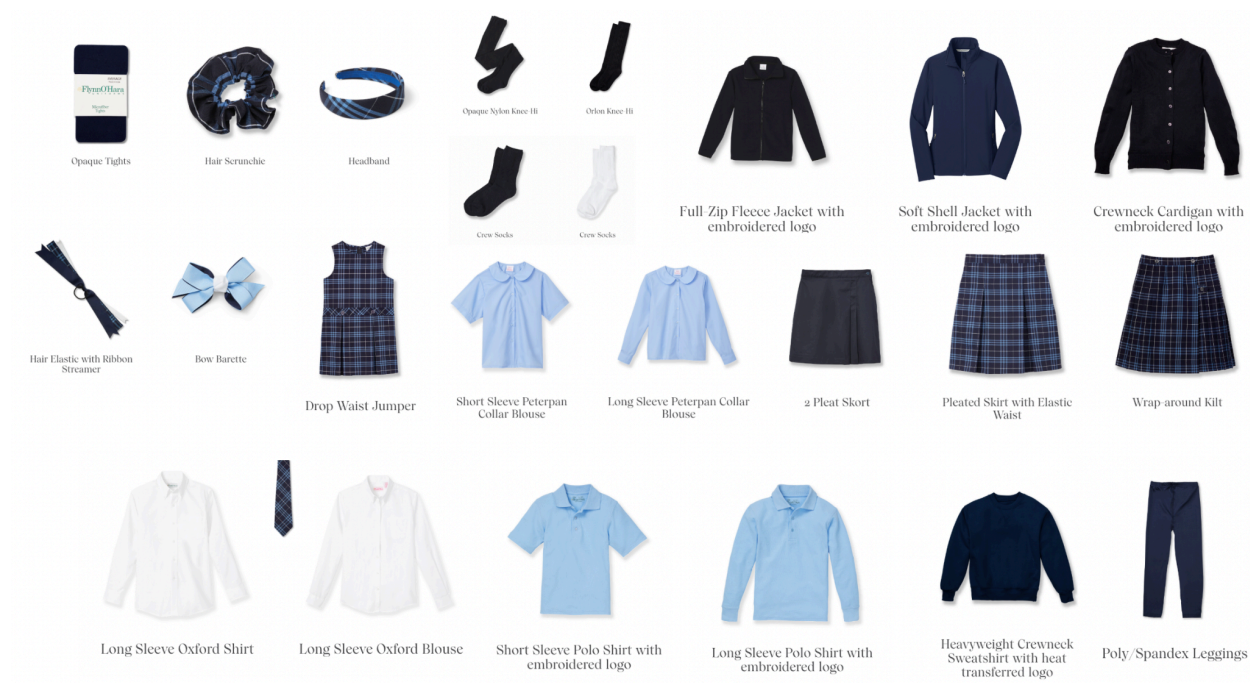 FlynnO'Hara
Opaque Tights
Hair Scrunchie
Headband
Opaque Nylon Knee-Hi
Orlon Knee-Hi
Crew Socks
Crew Socks
Full-Zip Fleece Jacket with
embroidered logo
Soft Shell Jacket with
embroidered logo
Crewneck Cardigan with
embroidered logo
Hair Elastic with Ribbon
Streamer
Bow Barette
Drop Waist Jumper
Short Sleeve Peterpan
Collar Blouse
Long Sleeve Peterpan Collar
Blouse
2 Pleat Skort
Pleated Skirt with Elastic
Waist
Wrap-around Kilt
Long Sleeve Oxford Shirt
Long Sleeve Oxford Blouse
Short Sleeve Polo Shirt with
embroidered logo
Long Sleeve Polo Shirt with
embroidered logo
Heavyweight Crewneck
Sweatshirt with heat
transferred logo
Poly/Spandex Leggings